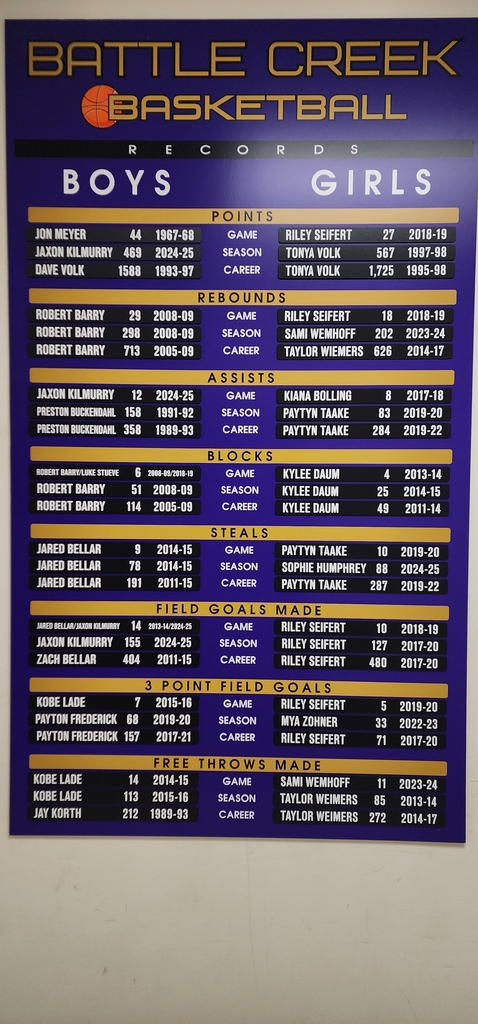 BATTLE CREEK
BASKETBALL
RECORDS
BOYS GIRLS
POINTS
JON MEYER 44 1967-68 GAME RILEY SEIFERT 27 2018-19
JAXON KILMURRY 469 2024-25 SEASON TONYA VOLK 567 1997-98
DAVE VOLK 1588 1993-97 CAREER TONYA VOLK 1,725 1995-98
REBOUNDS
ROBERT BARRY 29 2008-09 GAME RILEY SEIFERT 18 2018-19
ROBERT BARRY 298 2008-09 SEASON SAMI WEMHOFF 202 2023-24
ROBERT BARRY 713 2005-09 CAREER TAYLOR WIEMERS 626 2014-17
ASSISTS
JAXON KILMURRY 12 2024-25 GAME KIANA BOLLING 8 2017-18
PRESTON BUCKENDAHL 158 1991-92 SEASON PAYTYN TAAKE 83 2019-20
PRESTON BUCKENDAHL 358 1989-93 CAREER PAYTYN TAAKE 284 2019-22
BLOCKS
ROBERT BARRY/LUKE STUEVE 6 2008-09/2018-19 GAME KYLEE DAUM 4 2013-14
ROBERT BARRY 51 2008-09 SEASON KYLEE DAUM 25 2014-15
ROBERT BARRY 114 2005-09 CAREER KYLEE DAUM 49 2011-14
STEALS
JARED BELLAR 9 2014-15 GAME PAYTYN TAAKE 10 2019-20
JARED BELLAR 78 2014-15 SEASON SOPHIE HUMPHREY 88 2024-25
JARED BELLAR 191 2011-15 CAREER PAYTYN TAAKE 287 2019-22
FIELD GOALS MADE
JARED BELLAR/JAXON KILMURRY 14 2013-14/2024-25 GAME RILEY SEIFERT 10 2018-19
JAXON KILMURRY 155 2024-25 SEASON RILEY SEIFERT 127 2017-20
ZACH BELLAR 404 2011-15 CAREER RILEY SEIFERT 480 2017-20
3 POINT FIELD GOALS
KOBE LADE 7 2015-16 GAME RILEY SEIFERT 5 2019-20
PAYTON FREDERICK 68 2019-20 SEASON MYA ZOHNER 33 2022-23
PAYTON FREDERICK 157 2017-21 CAREER RILEY SEIFERT 71 2017-20
FREE THROWS MADE
KOBE LADE 14 2014-15 GAME SAMI WEMHOFF 11 2023-24
KOBE LADE 113 2015-16 SEASON TAYLOR WEIMERS 85 2013-14
JAY KORTH 212 1989-93 CAREER TAYLOR WEIMERS 272 2014-17